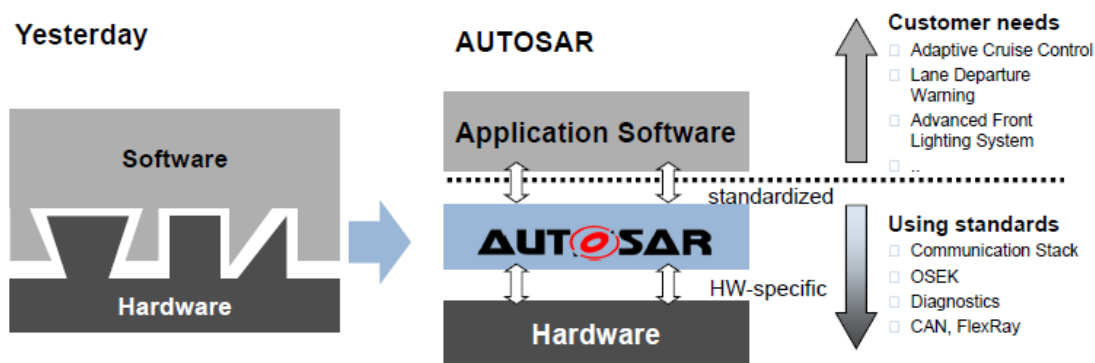 Yesterday
Software
Hardware
AUTOSAR
Application Software
standardized
AUTOSAR
HW-specific
Hardware
Customer needs
Adaptive Cruise Control
Lane Departure
Warning
Advanced Front
Lighting System
..
Using standards
Communication Stack
OSEK
Diagnostics
CAN, FlexRay